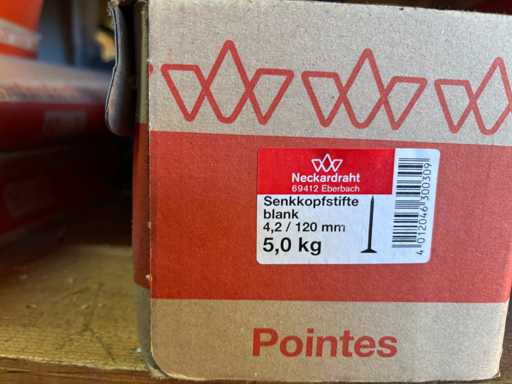 Neckardraht
69412 Eberbach
Senkkopfstifte
blank
4,2 / 120 mm
5,0 kg
4 012046 300309
Pointes